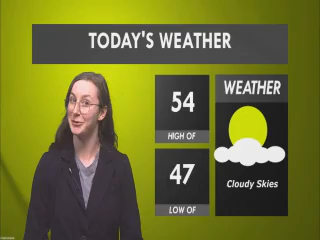 TODAY'S WEATHER
54
HIGH OF
47
LOW OF
WEATHER
Cloudy Skies